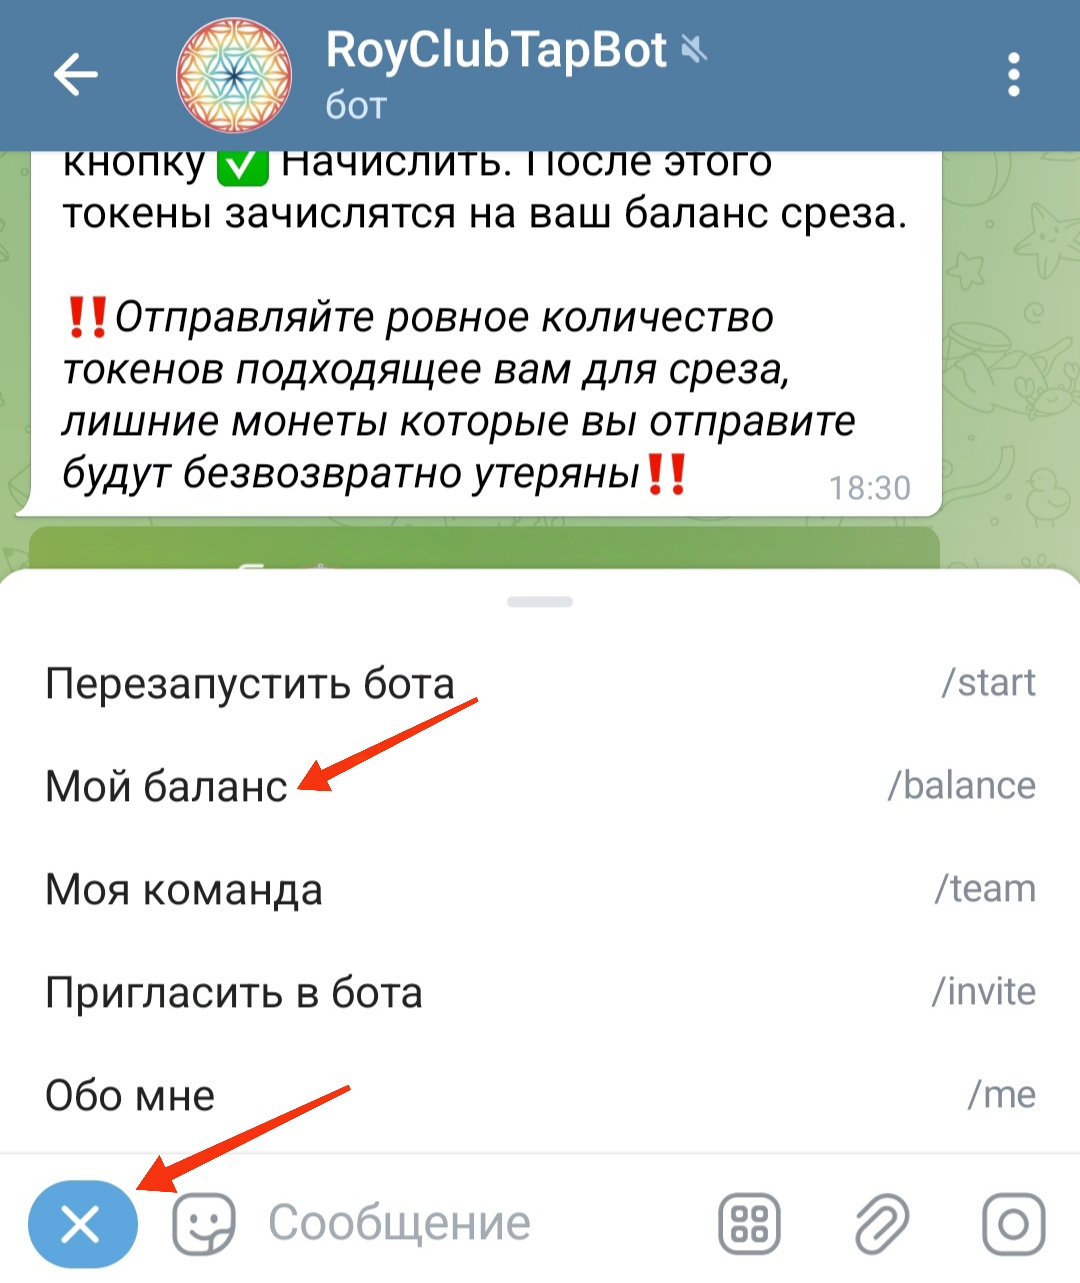 RoyClubTapBot
бот
кнопку ✅ Начислить. После этого
токены зачислятся на ваш баланс среза.
‼️Отправляйте ровное количество
токенов подходящее вам для среза,
лишние монеты которые вы отправите
будут безвозвратно утеряны‼️
18:30
Перезапустить бота /start
Мой баланс /balance
Моя команда /team
Пригласить в бота /invite
Обо мне /me
Сообщение